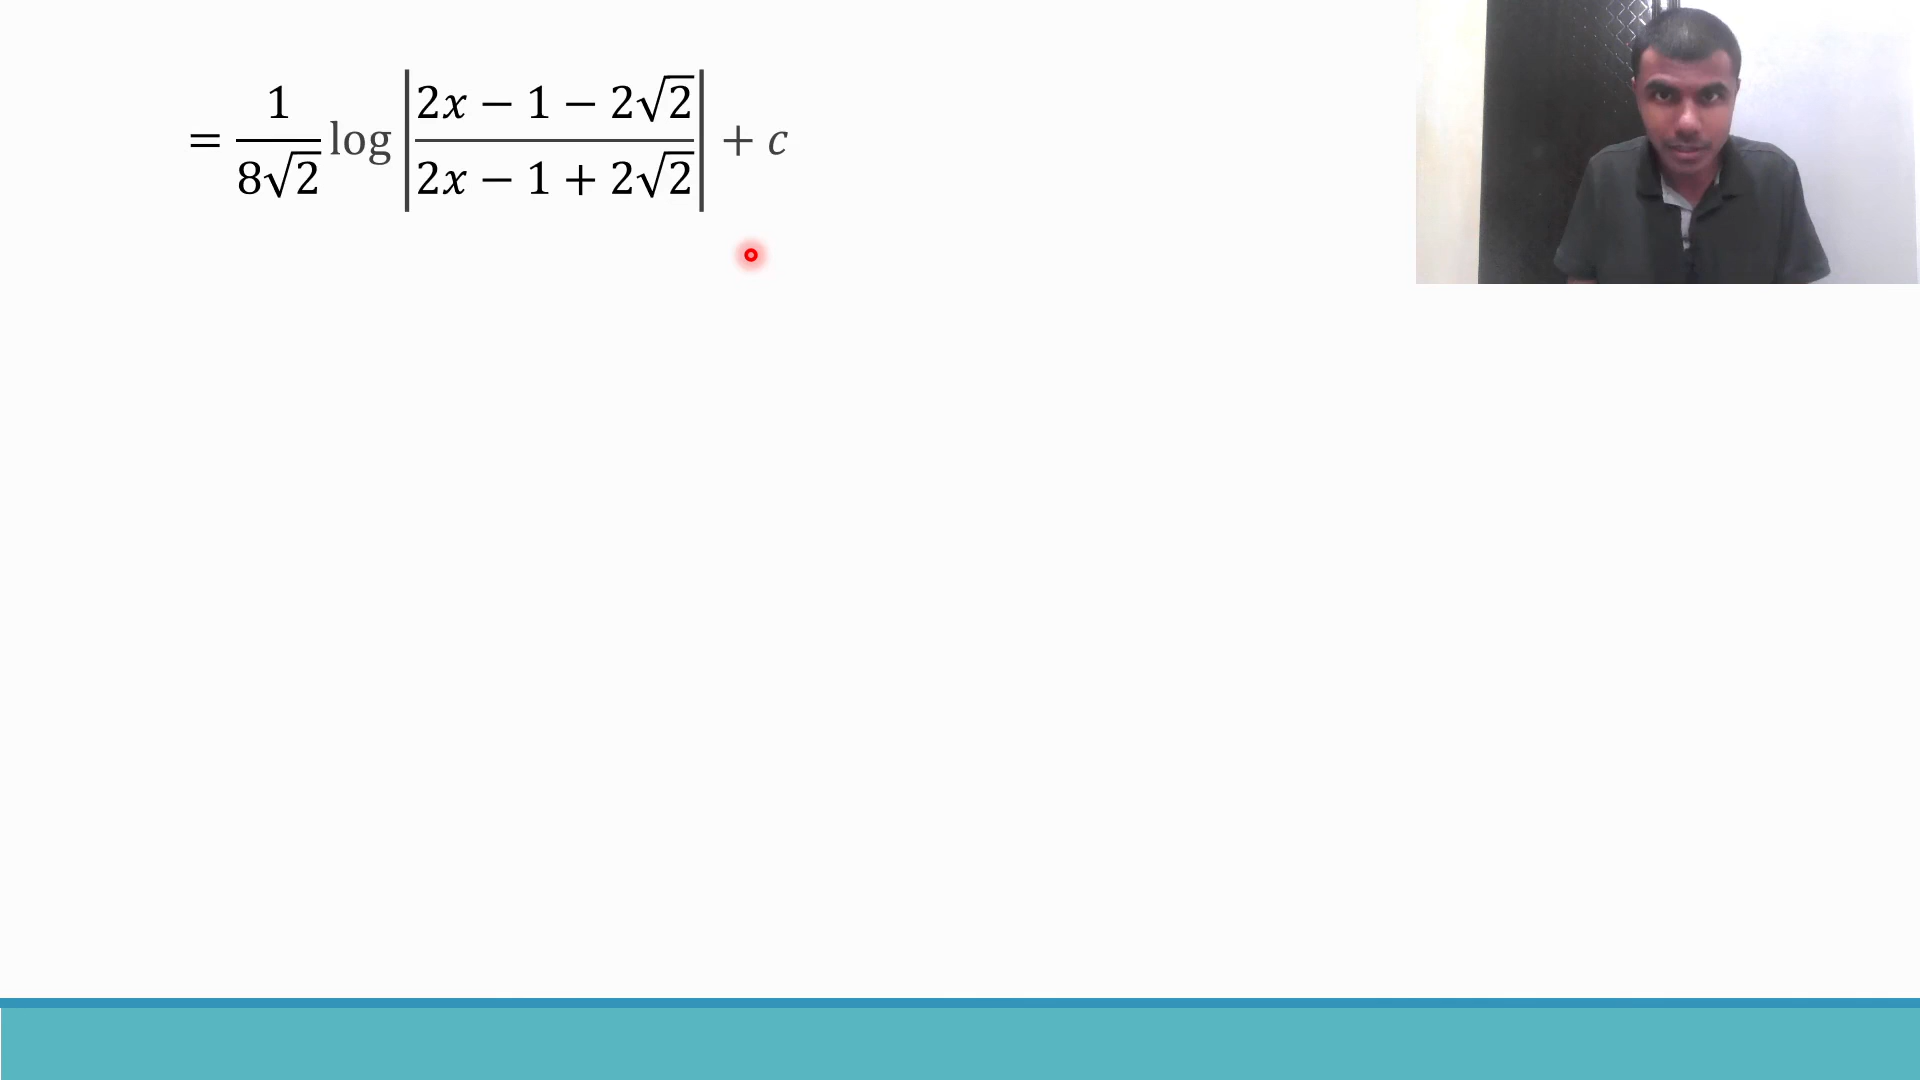 = 1/(8√2) log |(2x − 1 − 2√2)/(2x − 1 + 2√2)| + c